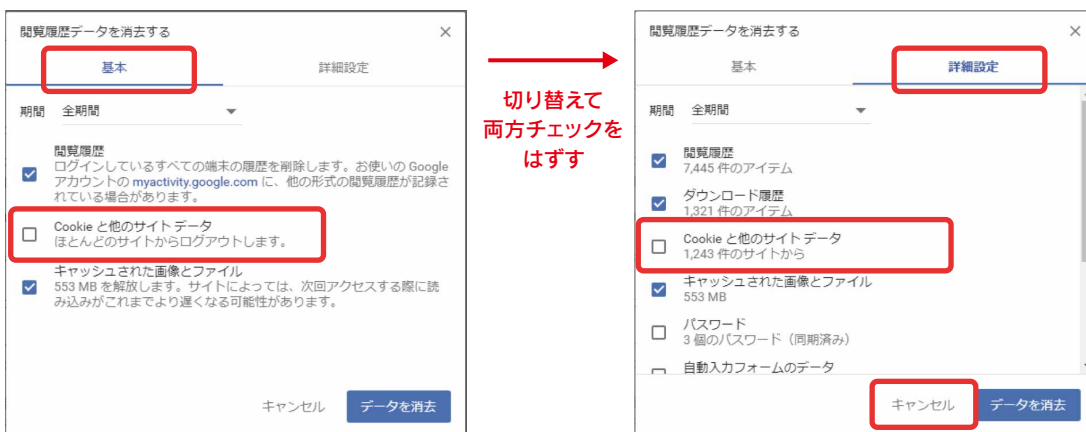 閲覧履歴データを消去する
基本
詳細設定
期間
全期間
閲覧履歴
ログインしているすべての端末の履歴を削除します。お使いの Google
アカウントの myactivity.google.com に、他の形式の閲覧履歴が記録さ
れている場合があります。
Cookie と他のサイト データ
ほとんどのサイトからログアウトします。
キャッシュされた画像とファイル
553 MB を解放します。サイトによっては、次回アクセスする際に読
み込みがこれまでより遅くなる可能性があります。
キャンセル
データを消去
切り替えて
両方チェックを
はずす
閲覧履歴データを消去する
基本
詳細設定
期間
全期間
閲覧履歴
7,445 件のアイテム
ダウンロード履歴
1,321 件のアイテム
Cookie と他のサイト データ
1,243 件のサイトから
キャッシュされた画像とファイル
553 MB
パスワード
3 個のパスワード（同期済み）
自動入力フォームのデータ
キャンセル
データを消去